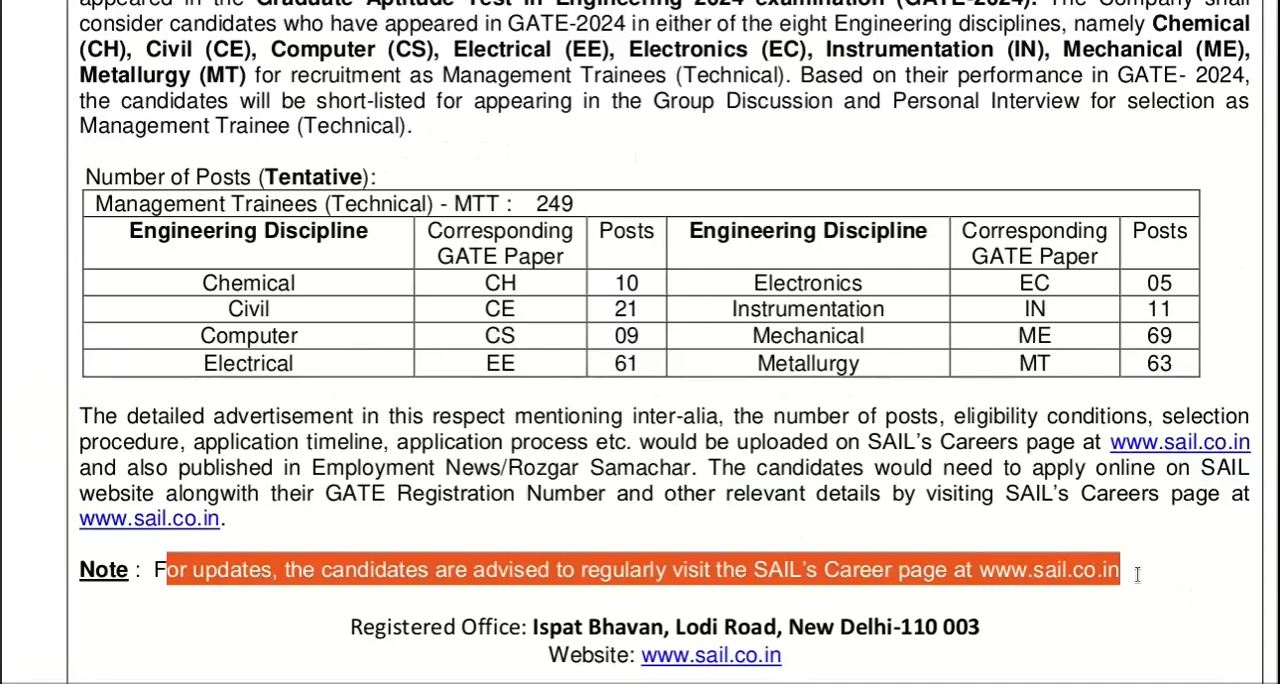 appeared in the Graduate Aptitude Test in Engineering 2024 examination (GATE-2024). The Company shall
consider candidates who have appeared in GATE-2024 in either of the eight Engineering disciplines, namely Chemical
(CH), Civil (CE), Computer (CS), Electrical (EE), Electronics (EC), Instrumentation (IN), Mechanical (ME),
Metallurgy (MT) for recruitment as Management Trainees (Technical). Based on their performance in GATE- 2024,
the candidates will be short-listed for appearing in the Group Discussion and Personal Interview for selection as
Management Trainee (Technical).
Number of Posts (Tentative):
Management Trainees (Technical) - MTT : 249
Engineering Discipline Corresponding GATE Paper Posts Engineering Discipline Corresponding GATE Paper Posts
Chemical CH 10 Electronics EC 05
Civil CE 21 Instrumentation IN 11
Computer CS 09 Mechanical ME 69
Electrical EE 61 Metallurgy MT 63
The detailed advertisement in this respect mentioning inter-alia, the number of posts, eligibility conditions, selection
procedure, application timeline, application process etc. would be uploaded on SAIL's Careers page at www.sail.co.in
and also published in Employment News/Rozgar Samachar. The candidates would need to apply online on SAIL
website alongwith their GATE Registration Number and other relevant details by visiting SAIL's Careers page at
www.sail.co.in.
Note : For updates, the candidates are advised to regularly visit the SAIL's Career page at www.sail.co.in
Registered Office: Ispat Bhavan, Lodi Road, New Delhi-110 003
Website: www.sail.co.in